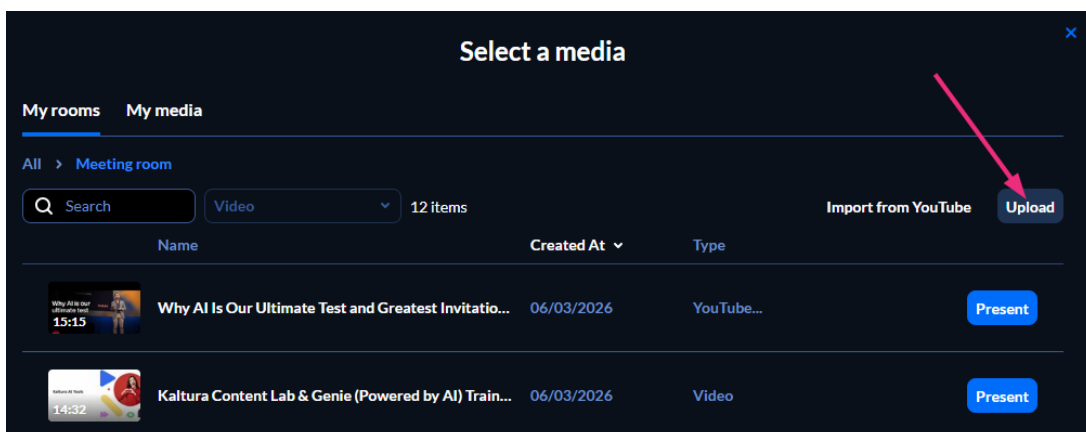 Select a media
My rooms My media
All > Meeting room
Search Video 12 items Import from YouTube Upload
Name Created At Type
Why AI is our
ultimate test
15:15
Why AI Is Our Ultimate Test and Greatest Invitatio... 06/03/2026 YouTube... Present
Kaltura AI Tools
14:32
Kaltura Content Lab & Genie (Powered by AI) Train... 06/03/2026 Video Present